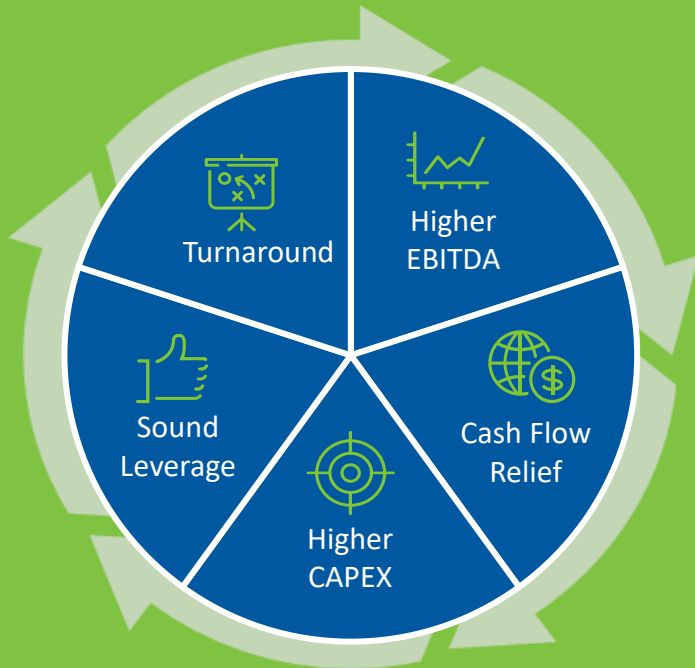 Turnaround
Higher
EBITDA
Cash Flow
Relief
Higher
CAPEX
Sound
Leverage